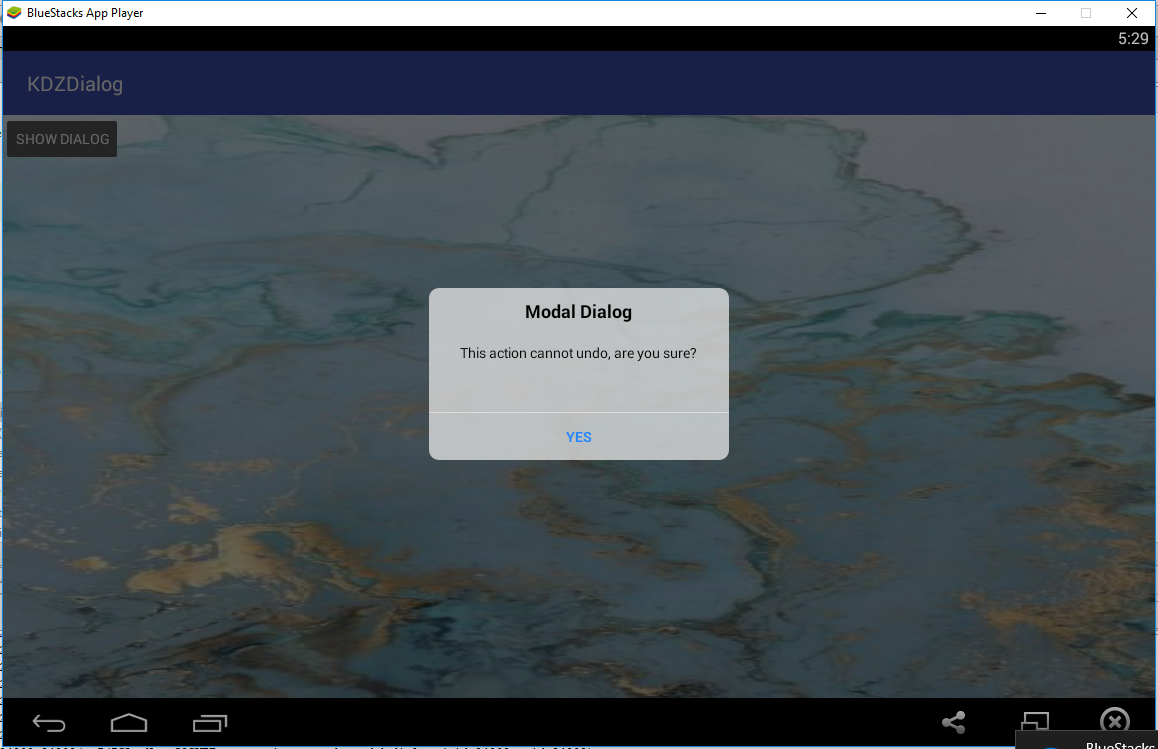 BlueStacks App Player
5:29
KDZDialog
SHOW DIALOG
Modal Dialog
This action cannot undo, are you sure?
YES
BlueStacks